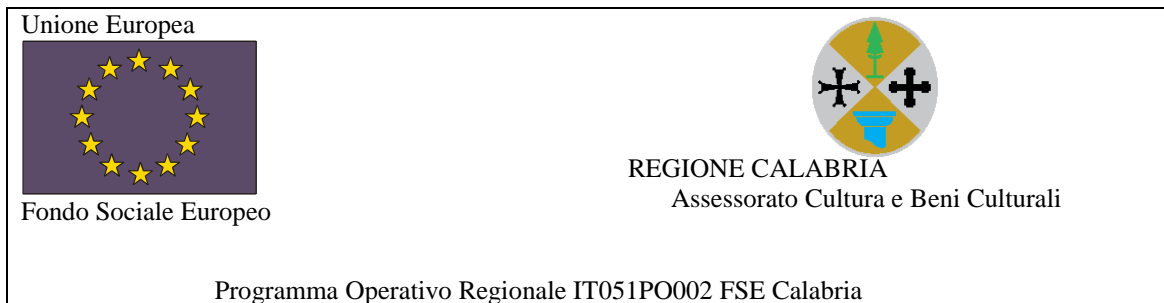 Unione Europea
Fondo Sociale Europeo
REGIONE CALABRIA
Assessorato Cultura e Beni Culturali
Programma Operativo Regionale IT051PO002 FSE Calabria